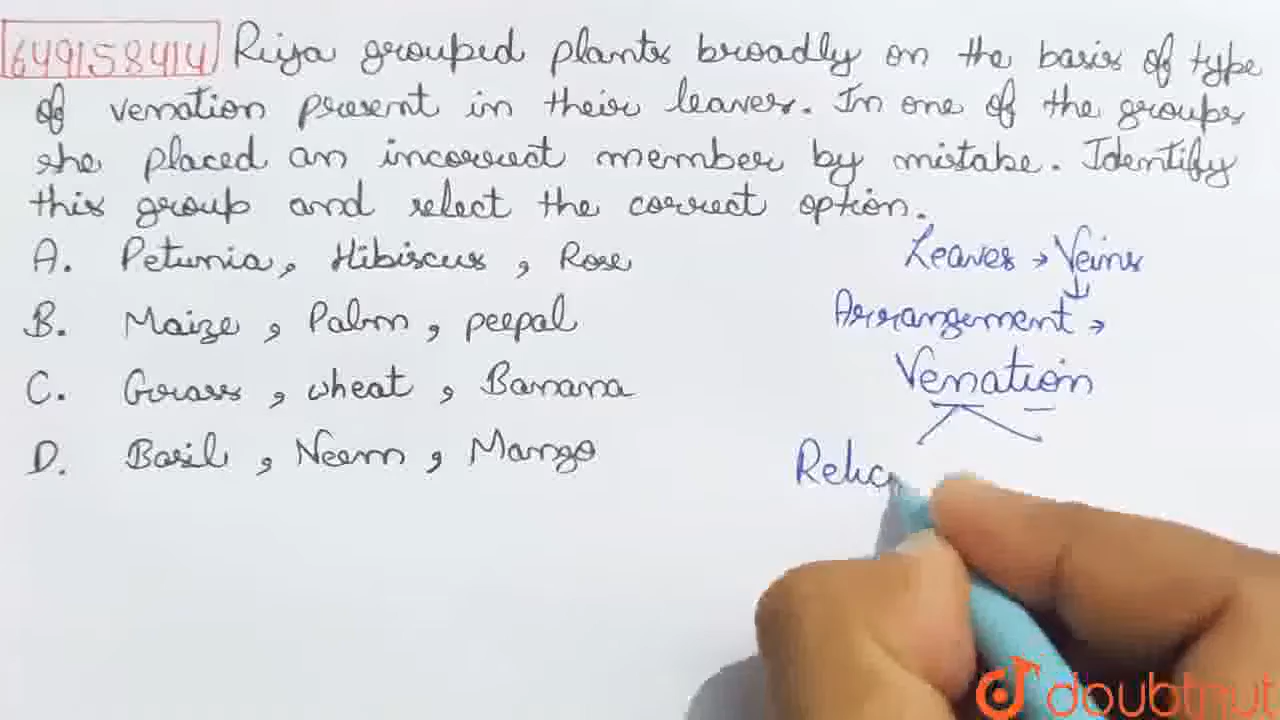 649158414 Riya grouped plants broadly on the basis of type
of venation present in their leaves. In one of the groups
she placed an incorrect member by mistake. Identify
this group and select the correct option.
A. Petunia, Hibiscus, Rose
B. Maize, Palm, peepal
C. Grass, wheat, Banana
D. Basil, Neem, Mango
Leaves → Veins
↓
Arrangement →
Venation
Retic
doubtnut